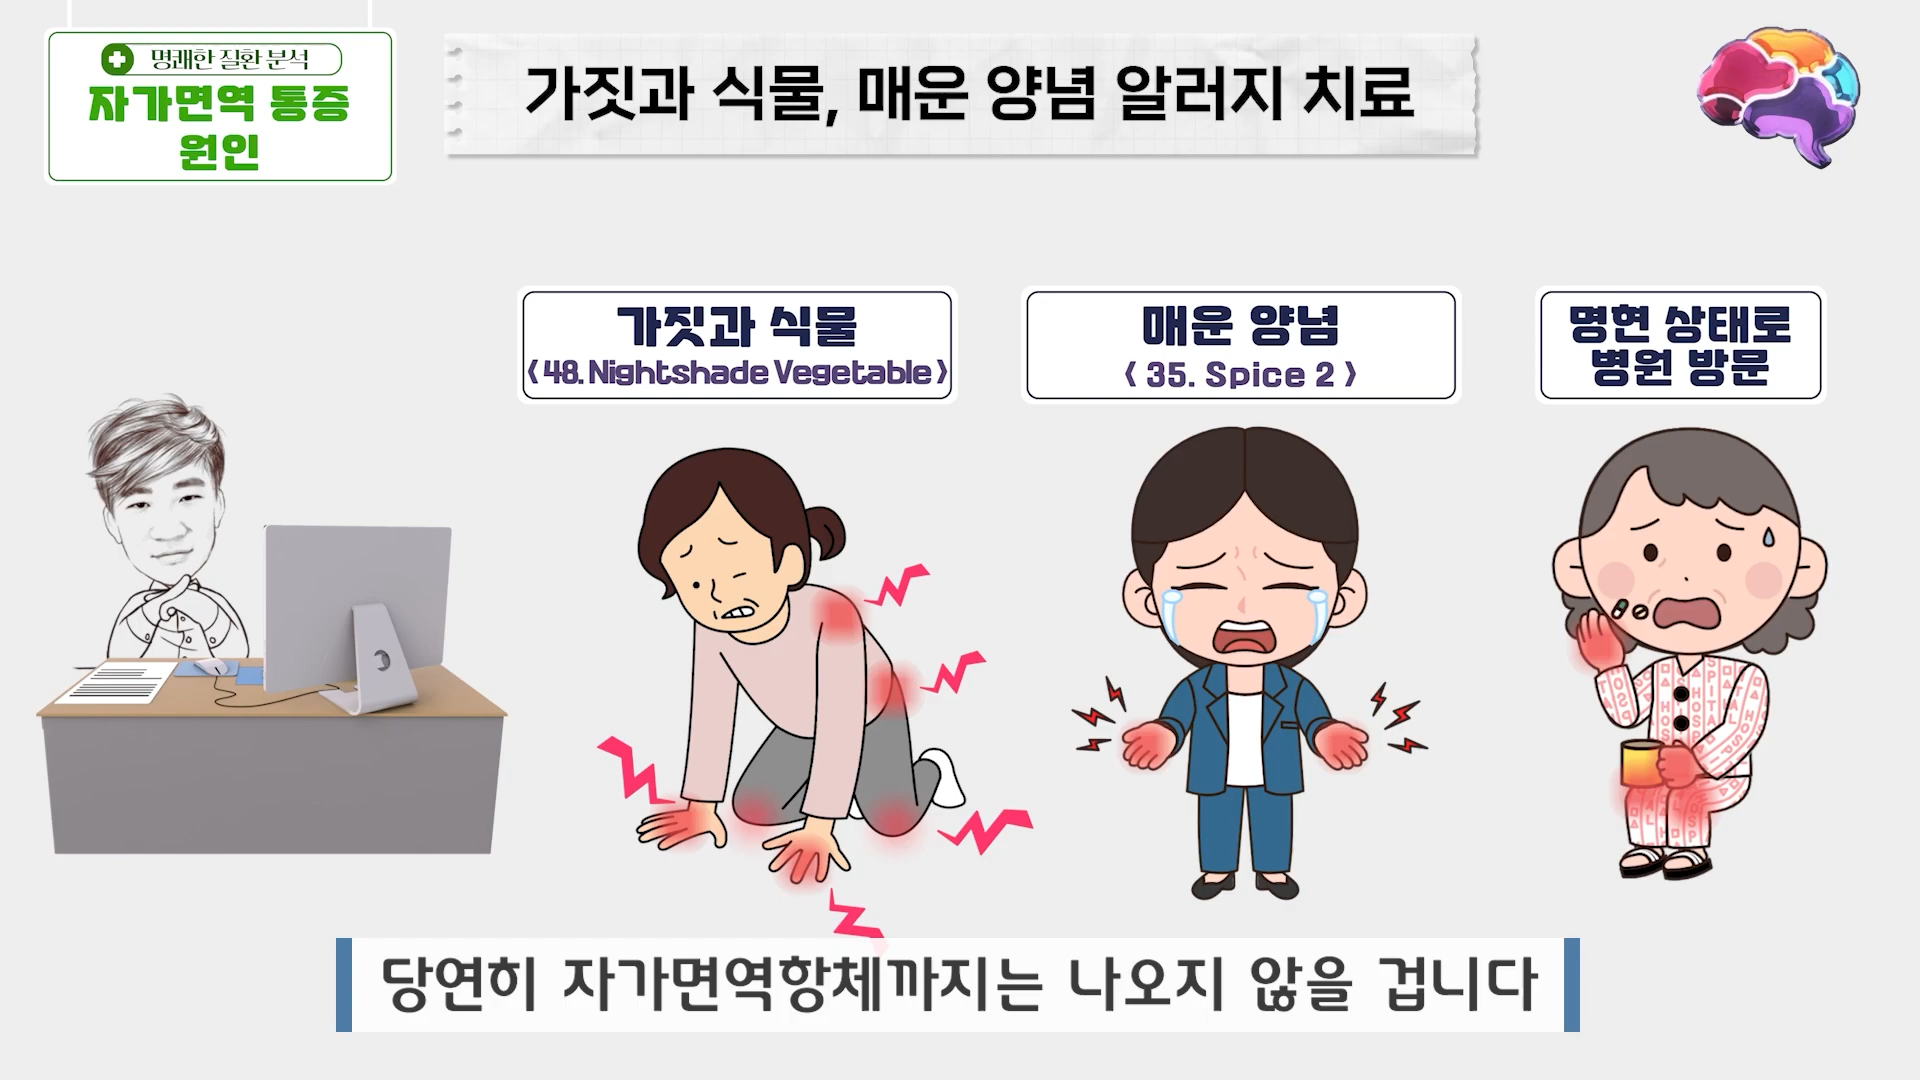 명쾌한 질환 분석
자가면역 통증
원인
가짓과 식물, 매운 양념 알러지 치료
가짓과 식물
《48. Nightshade Vegetable》
매운 양념
《 35. Spice 2 》
명현 상태로
병원 방문
당연히 자가면역항체까지는 나오지 않을 겁니다